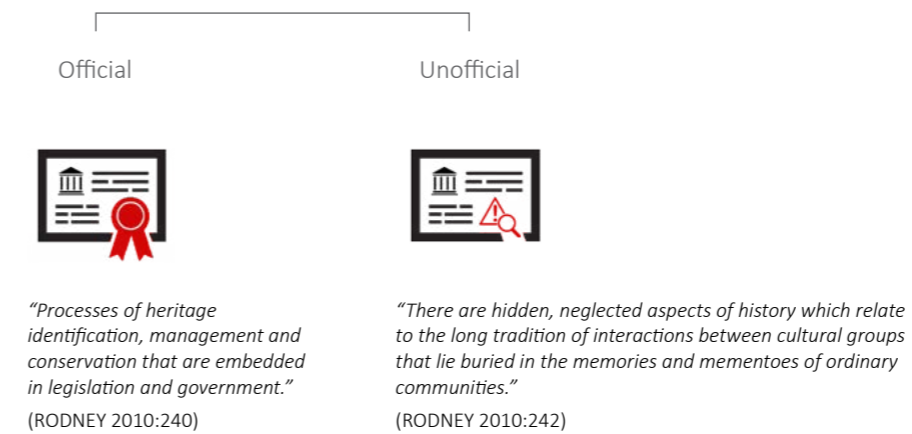 Official
Unofficial
“Processes of heritage
identification, management and
conservation that are embedded
in legislation and government.”
(RODNEY 2010:240)
“There are hidden, neglected aspects of history which relate
to the long tradition of interactions between cultural groups
that lie buried in the memories and mementoes of ordinary
communities.”
(RODNEY 2010:242)